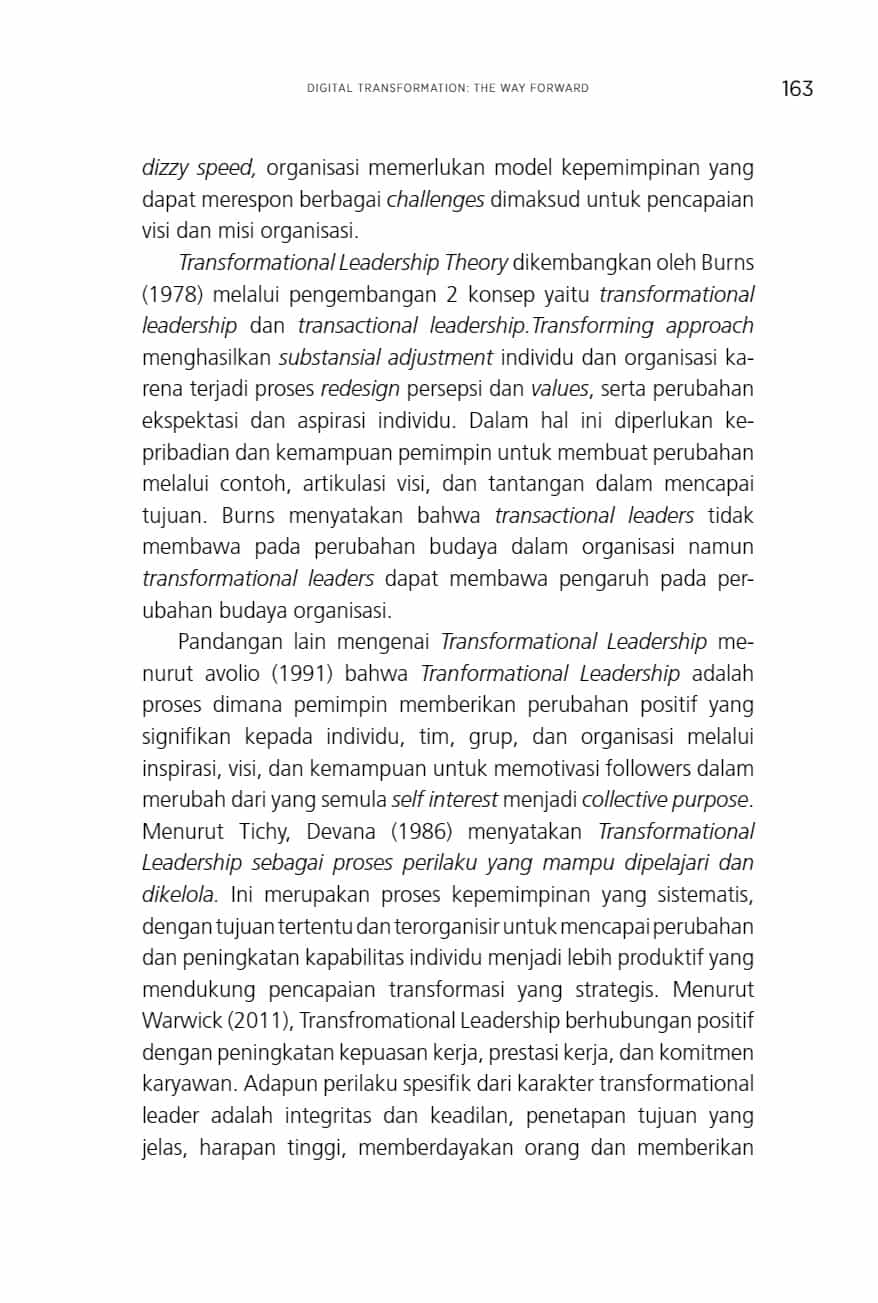 DIGITAL TRANSFORMATION: THE WAY FORWARD 163
dizzy speed, organisasi memerlukan model kepemimpinan yang
dapat merespon berbagai challenges dimaksud untuk pencapaian
visi dan misi organisasi.
Transformational Leadership Theory dikembangkan oleh Burns
(1978) melalui pengembangan 2 konsep yaitu transformational
leadership dan transactional leadership.Transforming approach
menghasilkan substansial adjustment individu dan organisasi ka-
rena terjadi proses redesign persepsi dan values, serta perubahan
ekspektasi dan aspirasi individu. Dalam hal ini diperlukan ke-
pribadian dan kemampuan pemimpin untuk membuat perubahan
melalui contoh, artikulasi visi, dan tantangan dalam mencapai
tujuan. Burns menyatakan bahwa transactional leaders tidak
membawa pada perubahan budaya dalam organisasi namun
transformational leaders dapat membawa pengaruh pada per-
ubahan budaya organisasi.
Pandangan lain mengenai Transformational Leadership me-
nurut avolio (1991) bahwa Tranformational Leadership adalah
proses dimana pemimpin memberikan perubahan positif yang
signifikan kepada individu, tim, grup, dan organisasi melalui
inspirasi, visi, dan kemampuan untuk memotivasi followers dalam
merubah dari yang semula self interest menjadi collective purpose.
Menurut Tichy, Devana (1986) menyatakan Transformational
Leadership sebagai proses perilaku yang mampu dipelajari dan
dikelola. Ini merupakan proses kepemimpinan yang sistematis,
dengan tujuan tertentu dan terorganisir untuk mencapai perubahan
dan peningkatan kapabilitas individu menjadi lebih produktif yang
mendukung pencapaian transformasi yang strategis. Menurut
Warwick (2011), Transfromational Leadership berhubungan positif
dengan peningkatan kepuasan kerja, prestasi kerja, dan komitmen
karyawan. Adapun perilaku spesifik dari karakter transformational
leader adalah integritas dan keadilan, penetapan tujuan yang
jelas, harapan tinggi, memberdayakan orang dan memberikan